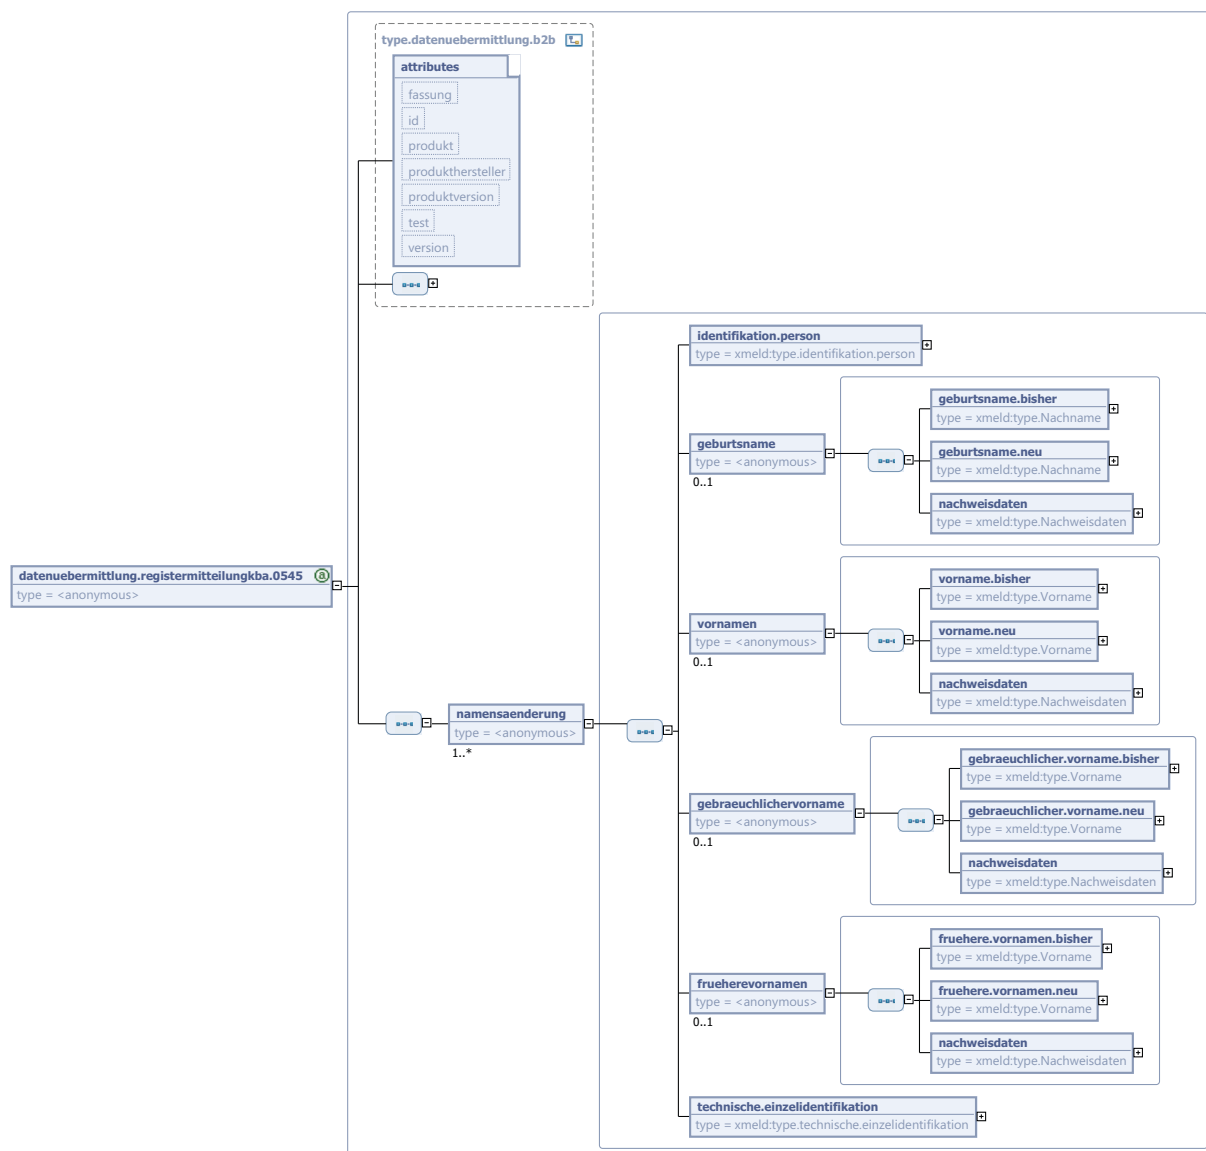 type.datenuebermittlung.b2b
attributes
fassung
id
produkt
produkthersteller
produktversion
test
version
identifikation.person
type = xmeld:type.identifikation.person
geburtsname
type = <anonymous>
0..1
geburtsname.bisher
type = xmeld:type.Nachname
geburtsname.neu
type = xmeld:type.Nachname
nachweisdaten
type = xmeld:type.Nachweisdaten
datenuebermittlung.registermitteilungkba.0545
a
type = <anonymous>
vornamen
type = <anonymous>
0..1
vorname.bisher
type = xmeld:type.Vorname
vorname.neu
type = xmeld:type.Vorname
nachweisdaten
type = xmeld:type.Nachweisdaten
namensaenderung
type = <anonymous>
1..*
gebraeuchlichervorname
type = <anonymous>
0..1
gebraeuchlicher.vorname.bisher
type = xmeld:type.Vorname
gebraeuchlicher.vorname.neu
type = xmeld:type.Vorname
nachweisdaten
type = xmeld:type.Nachweisdaten
frueherevornamen
type = <anonymous>
0..1
fruehere.vornamen.bisher
type = xmeld:type.Vorname
fruehere.vornamen.neu
type = xmeld:type.Vorname
nachweisdaten
type = xmeld:type.Nachweisdaten
technische.einzelidentifikation
type = xmeld:type.technische.einzelidentifikation